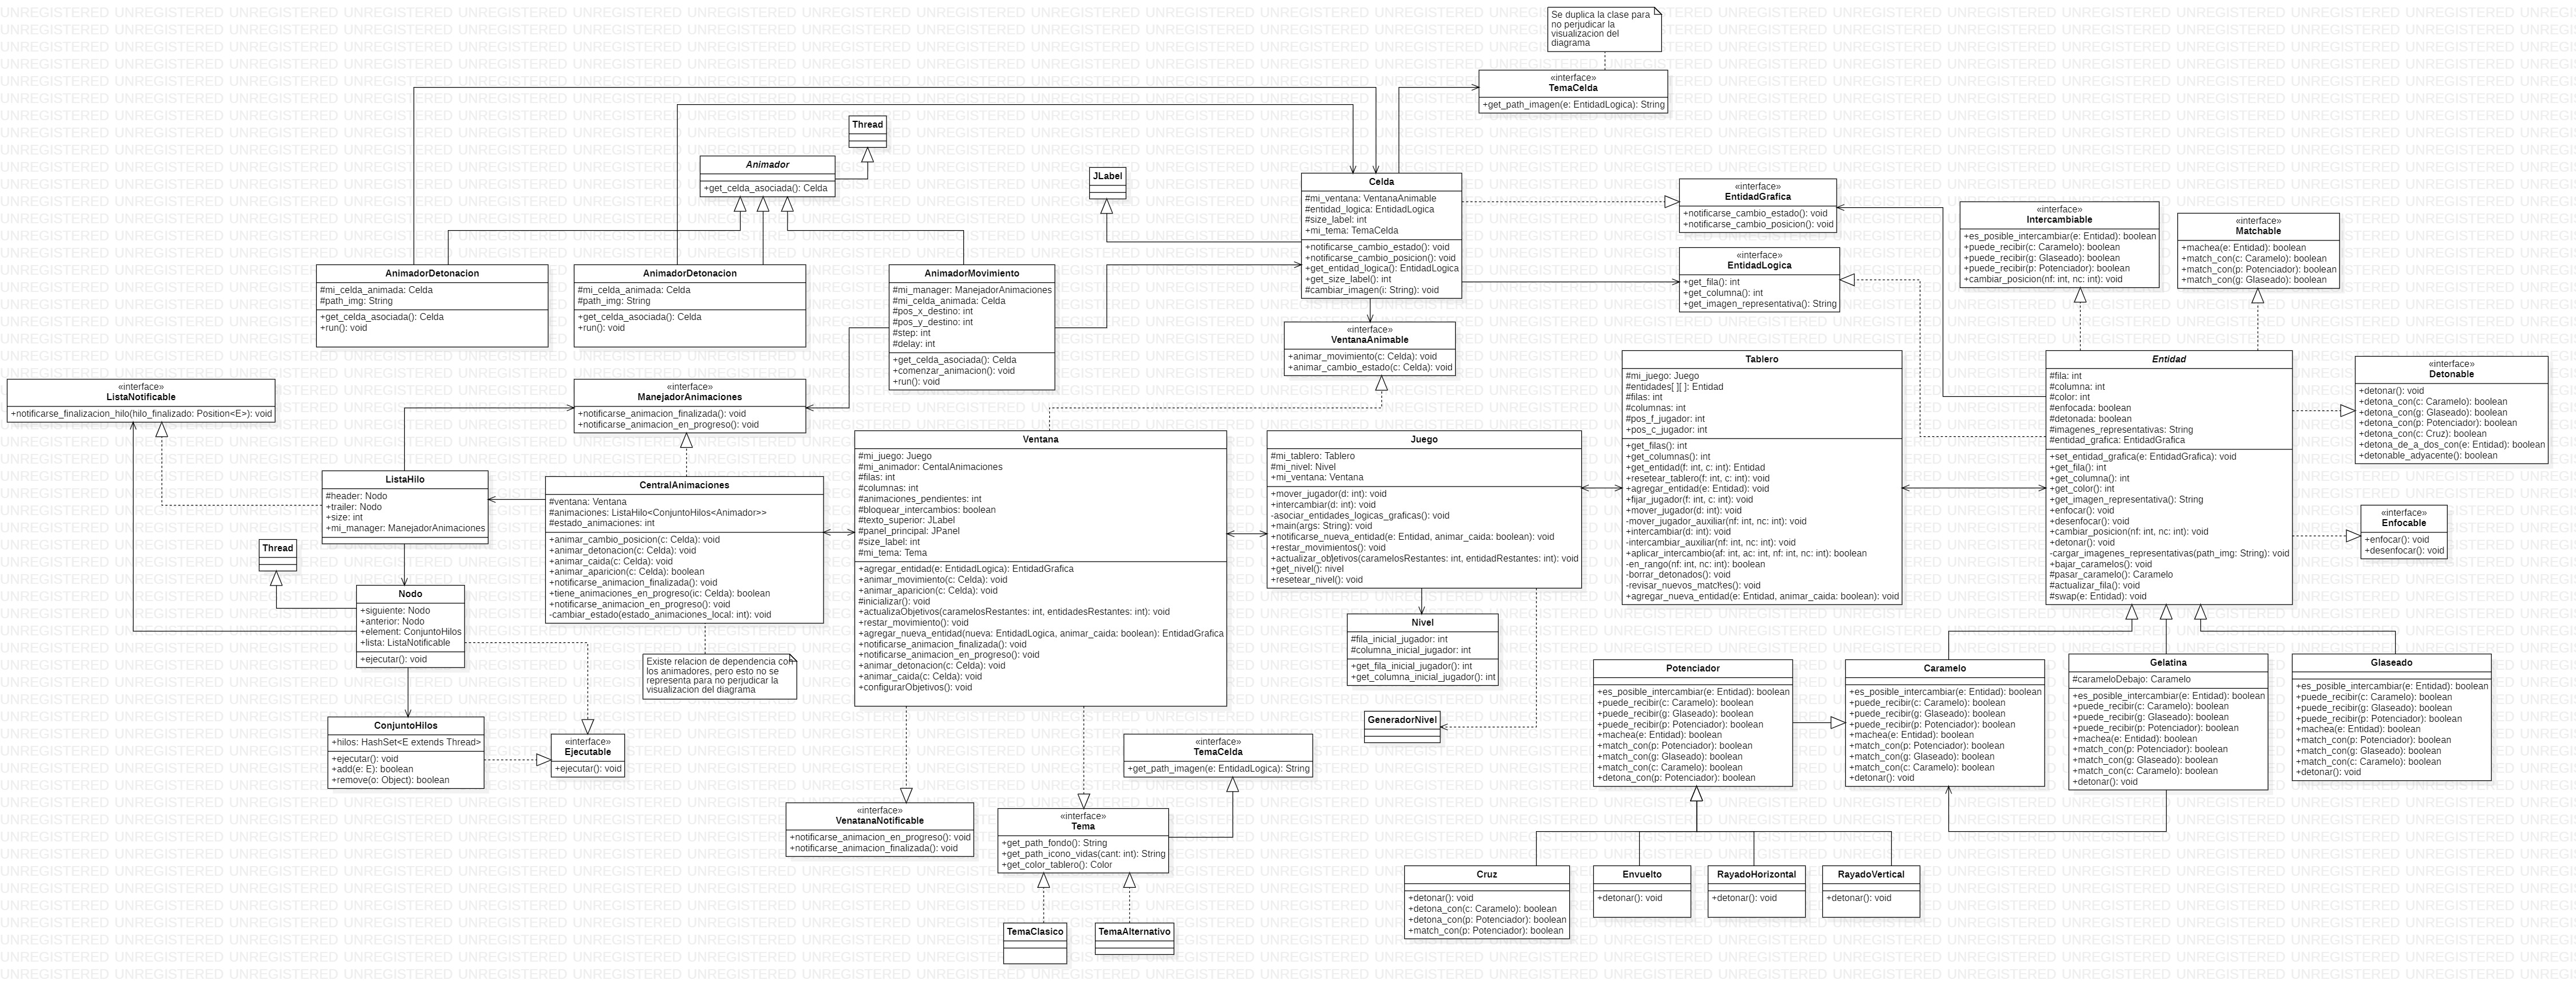 Se duplica la clase para
no perjudicar la
visualizacion del
diagrama
«interface»
TemaCelda
+get_path_imagen(e: EntidadLogica): String
Thread
Animador
+get_celda_asociada(): Celda
JLabel
Celda
#mi_ventana: VentanaAnimable
#entidad_logica: EntidadLogica
#size_label: int
+mi_tema: TemaCelda
+notificarse_cambio_estado(): void
+notificarse_cambio_posicion(): void
+get_entidad_logica(): EntidadLogica
+get_size_label(): int
#cambiar_imagen(i: String): void
«interface»
EntidadGrafica
+notificarse_cambio_estado(): void
+notificarse_cambio_posicion(): void
«interface»
EntidadLogica
+get_fila(): int
+get_columna(): int
+get_imagen_representativa(): String
«interface»
Intercambiable
+es_posible_intercambiar(e: Entidad): boolean
+puede_recibir(c: Caramelo): boolean
+puede_recibir(g: Glaseado): boolean
+puede_recibir(p: Potenciador): boolean
+cambiar_posicion(nf: int, nc: int): void
«interface»
Matchable
+machea(e: Entidad): boolean
+match_con(c: Caramelo): boolean
+match_con(p: Potenciador): boolean
+match_con(g: Glaseado): boolean
AnimadorDetonacion
#mi_celda_animada: Celda
#path_img: String
+get_celda_asociada(): Celda
+run(): void
AnimadorDetonacion
#mi_celda_animada: Celda
#path_img: String
+get_celda_asociada(): Celda
+run(): void
AnimadorMovimiento
#mi_manager: ManejadorAnimaciones
#mi_celda_animada: Celda
#pos_x_destino: int
#pos_y_destino: int
#step: int
#delay: int
+get_celda_asociada(): Celda
+comenzar_animacion(): void
+run(): void
«interface»
VentanaAnimable
+animar_movimiento(c: Celda): void
+animar_cambio_estado(c: Celda): void
«interface»
ListaNotificable
+notificarse_finalizacion_hilo(hilo_finalizado: Position<E>): void
«interface»
ManejadorAnimaciones
+notificarse_animacion_finalizada(): void
+notificarse_animacion_en_progreso(): void
Tablero
#mi_juego: Juego
#entidades[ ][ ]: Entidad
#filas: int
#columnas: int
#pos_f_jugador: int
+pos_c_jugador: int
+get_filas(): int
+get_columnas(): int
+get_entidad(f: int, c: int): Entidad
+resetear_tablero(f: int, c: int): void
+agregar_entidad(e: Entidad): void
+fijar_jugador(f: int, c: int): void
+mover_jugador(d: int): void
-mover_jugador_auxiliar(nf: int, nc: int): void
+intercambiar(d: int): void
-intercambiar_auxiliar(nf: int, nc: int): void
+aplicar_intercambio(af: int, ac: int, nf: int, nc: int): boolean
-en_rango(nf: int, nc: int): boolean
-borrar_detonados(): void
-revisar_nuevos_matches(): void
+agregar_nueva_entidad(e: Entidad, animar_caida: boolean): void
Entidad
#fila: int
#columna: int
#color: int
#enfocada: boolean
#detonada: boolean
#imagenes_representativas: String
#entidad_grafica: EntidadGrafica
+set_entidad_grafica(e: EntidadGrafica): void
+get_fila(): int
+get_columna(): int
+get_color(): int
+get_imagen_representativa(): String
+enfocar(): void
+desenfocar(): void
+cambiar_posicion(nf: int, nc: int): void
+detonar(): void
-cargar_imagenes_representativas(path_img: String): void
+bajar_caramelos(): void
#pasar_caramelo(): Caramelo
#actualizar_fila(): void
#swap(e: Entidad): void
«interface»
Detonable
+detonar(): void
+detona_con(c: Caramelo): boolean
+detona_con(g: Glaseado): boolean
+detona_con(p: Potenciador): boolean
+detona_con(c: Cruz): boolean
+detona_de_a_dos_con(e: Entidad): boolean
+detonable_adyacente(): boolean
«interface»
Enfocable
+enfocar(): void
+desenfocar(): void
Ventana
#mi_juego: Juego
#mi_animador: CentalAnimaciones
#filas: int
#columnas: int
#animaciones_pendientes: int
#bloquear_intercambios: boolean
#texto_superior: JLabel
#panel_principal: JPanel
#size_label: int
#mi_tema: Tema
+agregar_entidad(e: EntidadLogica): EntidadGrafica
+animar_movimiento(c: Celda): void
+animar_aparicion(c: Celda): void
#inicializar(): void
+actualizaObjetivos(caramelosRestantes: int, entidadesRestantes: int): void
+restar_movimiento(): void
+agregar_nueva_entidad(nueva: EntidadLogica, animar_caida: boolean): EntidadGrafica
+notificarse_animacion_finalizada(): void
+notificarse_animacion_en_progreso(): void
+animar_detonacion(c: Celda): void
+animar_caida(c: Celda): void
+configurarObjetivos(): void
Juego
#mi_tablero: Tablero
#mi_nivel: Nivel
+mi_ventana: Ventana
+mover_jugador(d: int): void
+intercambiar(d: int): void
-asociar_entidades_logicas_graficas(): void
+main(args: String): void
+notificarse_nueva_entidad(e: Entidad, animar_caida: boolean): void
+restar_movimientos(): void
+actualizar_objetivos(caramelosRestantes: int, entidadRestantes: int): void
+get_nivel(): nivel
+resetear_nivel(): void
ListaHilo
#header: Nodo
+trailer: Nodo
+size: int
+mi_manager: ManejadorAnimaciones
CentralAnimaciones
#ventana: Ventana
#animaciones: ListaHilo<ConjuntoHilos<Animador>>
#estado_animaciones: int
+animar_cambio_posicion(c: Celda): void
+animar_detonacion(c: Celda): void
+animar_caida(c: Celda): void
+animar_aparicion(c: Celda): boolean
+notificarse_animacion_finalizada(): void
+tiene_animaciones_en_progreso(ic: Celda): boolean
+notificarse_animacion_en_progreso(): void
-cambiar_estado(estado_animaciones_local: int): void
Thread
Nodo
+siguiente: Nodo
+anterior: Nodo
+element: ConjuntoHilos
+lista: ListaNotificable
+ejecutar(): void
Existe relacion de dependencia con
los animadores, pero esto no se
representa para no perjudicar la
visualizacion del diagrama
Nivel
#fila_inicial_jugador: int
#columna_inicial_jugador: int
+get_fila_inicial_jugador(): int
+get_columna_inicial_jugador(): int
GeneradorNivel
Potenciador
+es_posible_intercambiar(e: Entidad): boolean
+puede_recibir(c: Caramelo): boolean
+puede_recibir(g: Glaseado): boolean
+puede_recibir(p: Potenciador): boolean
+machea(e: Entidad): boolean
+match_con(p: Potenciador): boolean
+match_con(g: Glaseado): boolean
+match_con(c: Caramelo): boolean
+detona_con(p: Potenciador): boolean
Caramelo
+es_posible_intercambiar(e: Entidad): boolean
+puede_recibir(c: Caramelo): boolean
+puede_recibir(g: Glaseado): boolean
+puede_recibir(p: Potenciador): boolean
+machea(e: Entidad): boolean
+match_con(p: Potenciador): boolean
+match_con(g: Glaseado): boolean
+match_con(c: Caramelo): boolean
+detonar(): void
Gelatina
#carameloDebajo: Caramelo
+es_posible_intercambiar(e: Entidad): boolean
+puede_recibir(c: Caramelo): boolean
+puede_recibir(g: Glaseado): boolean
+puede_recibir(p: Potenciador): boolean
+machea(e: Entidad): boolean
+match_con(p: Potenciador): boolean
+match_con(g: Glaseado): boolean
+match_con(c: Caramelo): boolean
+detonar(): void
Glaseado
+es_posible_intercambiar(e: Entidad): boolean
+puede_recibir(c: Caramelo): boolean
+puede_recibir(g: Glaseado): boolean
+puede_recibir(p: Potenciador): boolean
+machea(e: Entidad): boolean
+match_con(p: Potenciador): boolean
+match_con(g: Glaseado): boolean
+match_con(c: Caramelo): boolean
+detonar(): void
ConjuntoHilos
+hilos: HashSet<E extends Thread>
+ejecutar(): void
+add(e: E): boolean
+remove(o: Object): boolean
«interface»
Ejecutable
+ejecutar(): void
«interface»
TemaCelda
+get_path_imagen(e: EntidadLogica): String
«interface»
VenatanaNotificable
+notificarse_animacion_en_progreso(): void
+notificarse_animacion_finalizada(): void
«interface»
Tema
+get_path_fondo(): String
+get_path_icono_vidas(cant: int): String
+get_color_tablero(): Color
Cruz
+detonar(): void
+detona_con(c: Caramelo): boolean
+detona_con(p: Potenciador): boolean
+match_con(p: Potenciador): boolean
Envuelto
+detonar(): void
RayadoHorizontal
+detonar(): void
RayadoVertical
+detonar(): void
TemaClasico
TemaAlternativo